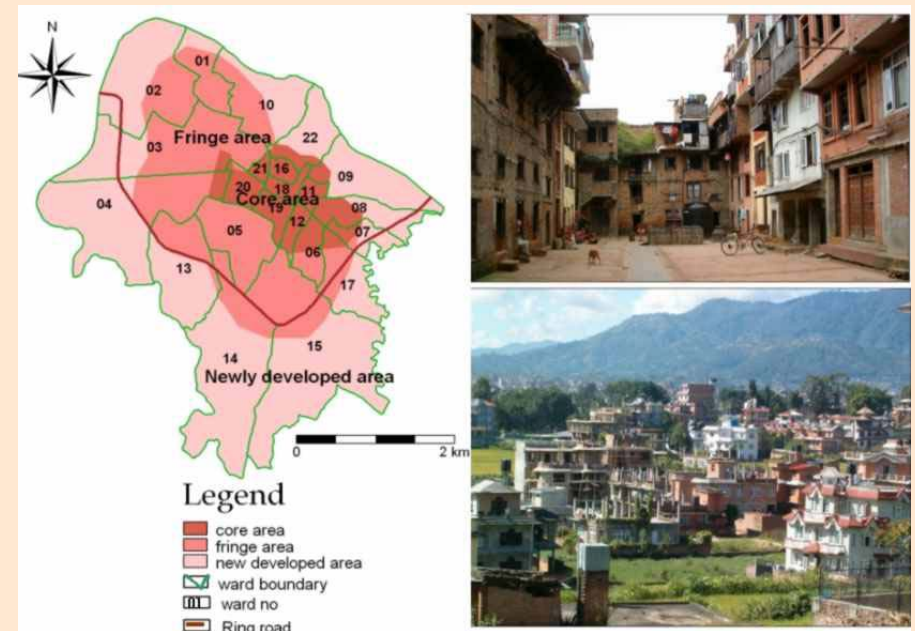 N
01
02
10
Fringe area
22
03
21 16
09
20 18 11
Core area
04
19
08
12
05
07
06
13
17
14
15
Newly developed area
0 2 km
Legend
core area
fringe area
new developed area
ward boundary
01 ward no
Ring road